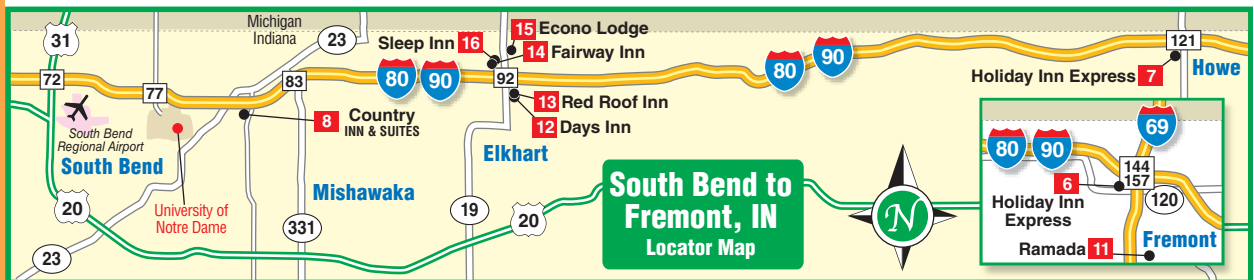 Michigan
Indiana
31
23
Sleep Inn 16
15 Econo Lodge
14 Fairway Inn
72
77
83
80
90
92
80
90
121
Howe
Holiday Inn Express 7
8 Country
INN & SUITES
13 Red Roof Inn
12 Days Inn
South Bend
Regional Airport
South Bend
Elkhart
Mishawaka
University of
Notre Dame
20
23
331
19
20
South Bend to
Fremont, IN
Locator Map
N
69
80
90
144
157
6
Holiday Inn
Express
120
Ramada 11
Fremont